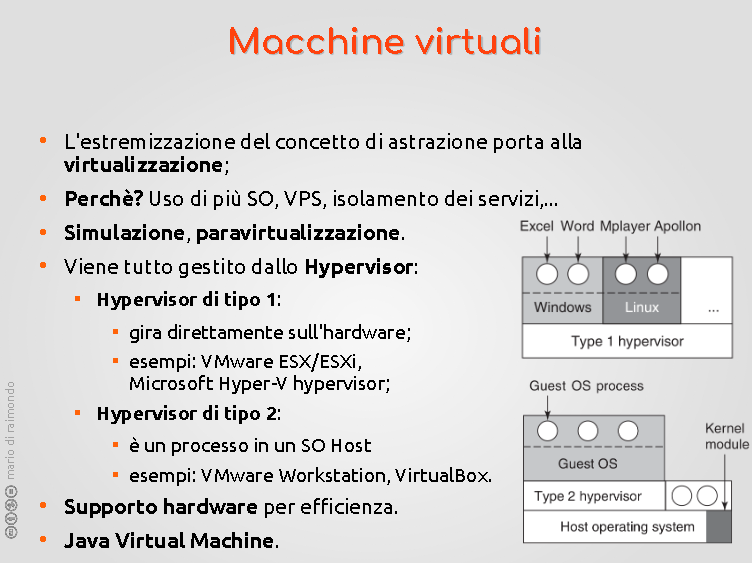 Macchine virtuali
• L'estremizzazione del concetto di astrazione porta alla
virtualizzazione;
• Perchè? Uso di più SO, VPS, isolamento dei servizi,...
• Simulazione, paravirtualizzazione.
• Viene tutto gestito dallo Hypervisor:
▪ Hypervisor di tipo 1:
▪ gira direttamente sull'hardware;
▪ esempi: VMware ESX/ESXi,
Microsoft Hyper-V hypervisor;
▪ Hypervisor di tipo 2:
▪ è un processo in un SO Host
▪ esempi: VMware Workstation, VirtualBox.
• Supporto hardware per efficienza.
• Java Virtual Machine.
Excel Word Mplayer Apollon
Windows Linux ...
Type 1 hypervisor
Guest OS process
Kernel
module
Guest OS
Type 2 hypervisor
Host operating system
mario di raimondo